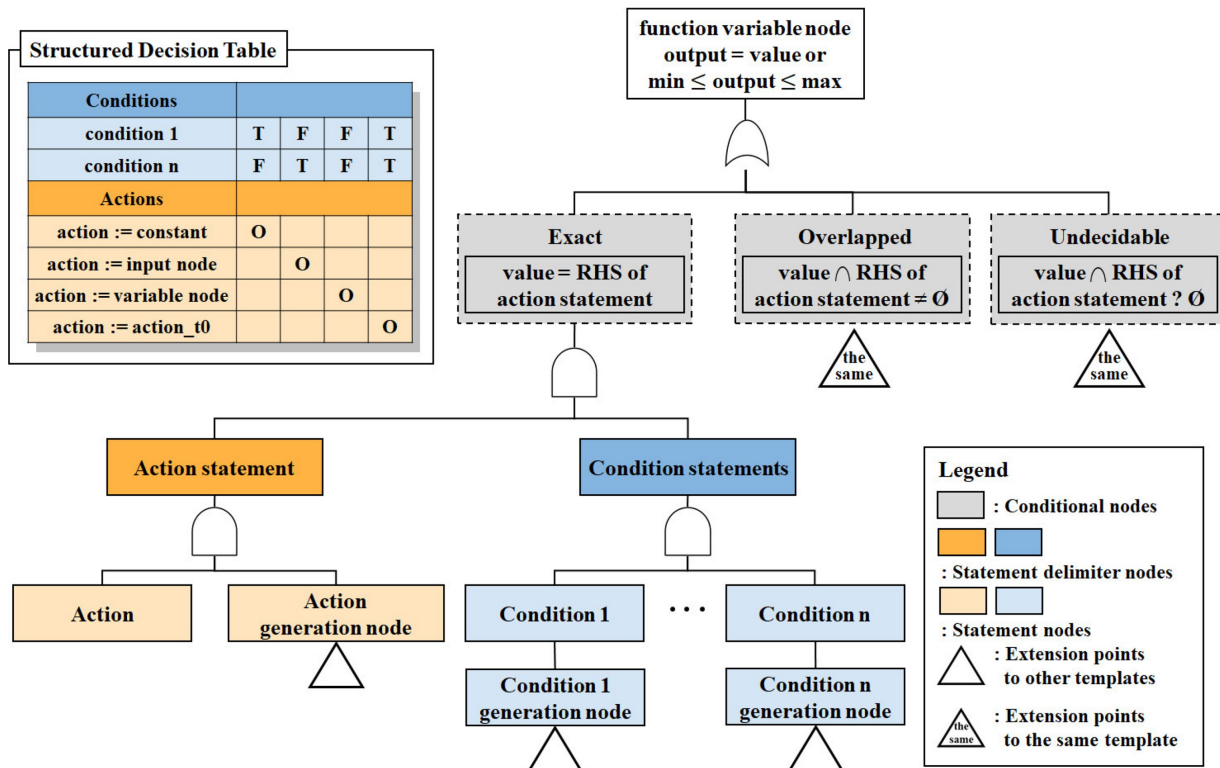 Structured Decision Table
Conditions
condition 1 T F F T
condition n F T F T
Actions
action := constant O
action := input node O
action := variable node O
action := action_t0 O
function variable node
output = value or
min ≤ output ≤ max
Exact
value = RHS of
action statement
Overlapped
value ∩ RHS of
action statement ≠ Ø
Undecidable
value ∩ RHS of
action statement ? Ø
the
same
the
same
Action statement
Condition statements
Action
Action
generation node
Condition 1
...
Condition n
Condition 1
generation node
Condition n
generation node
Legend
: Conditional nodes
: Statement delimiter nodes
: Statement nodes
: Extension points
to other templates
the
same
: Extension points
to the same template